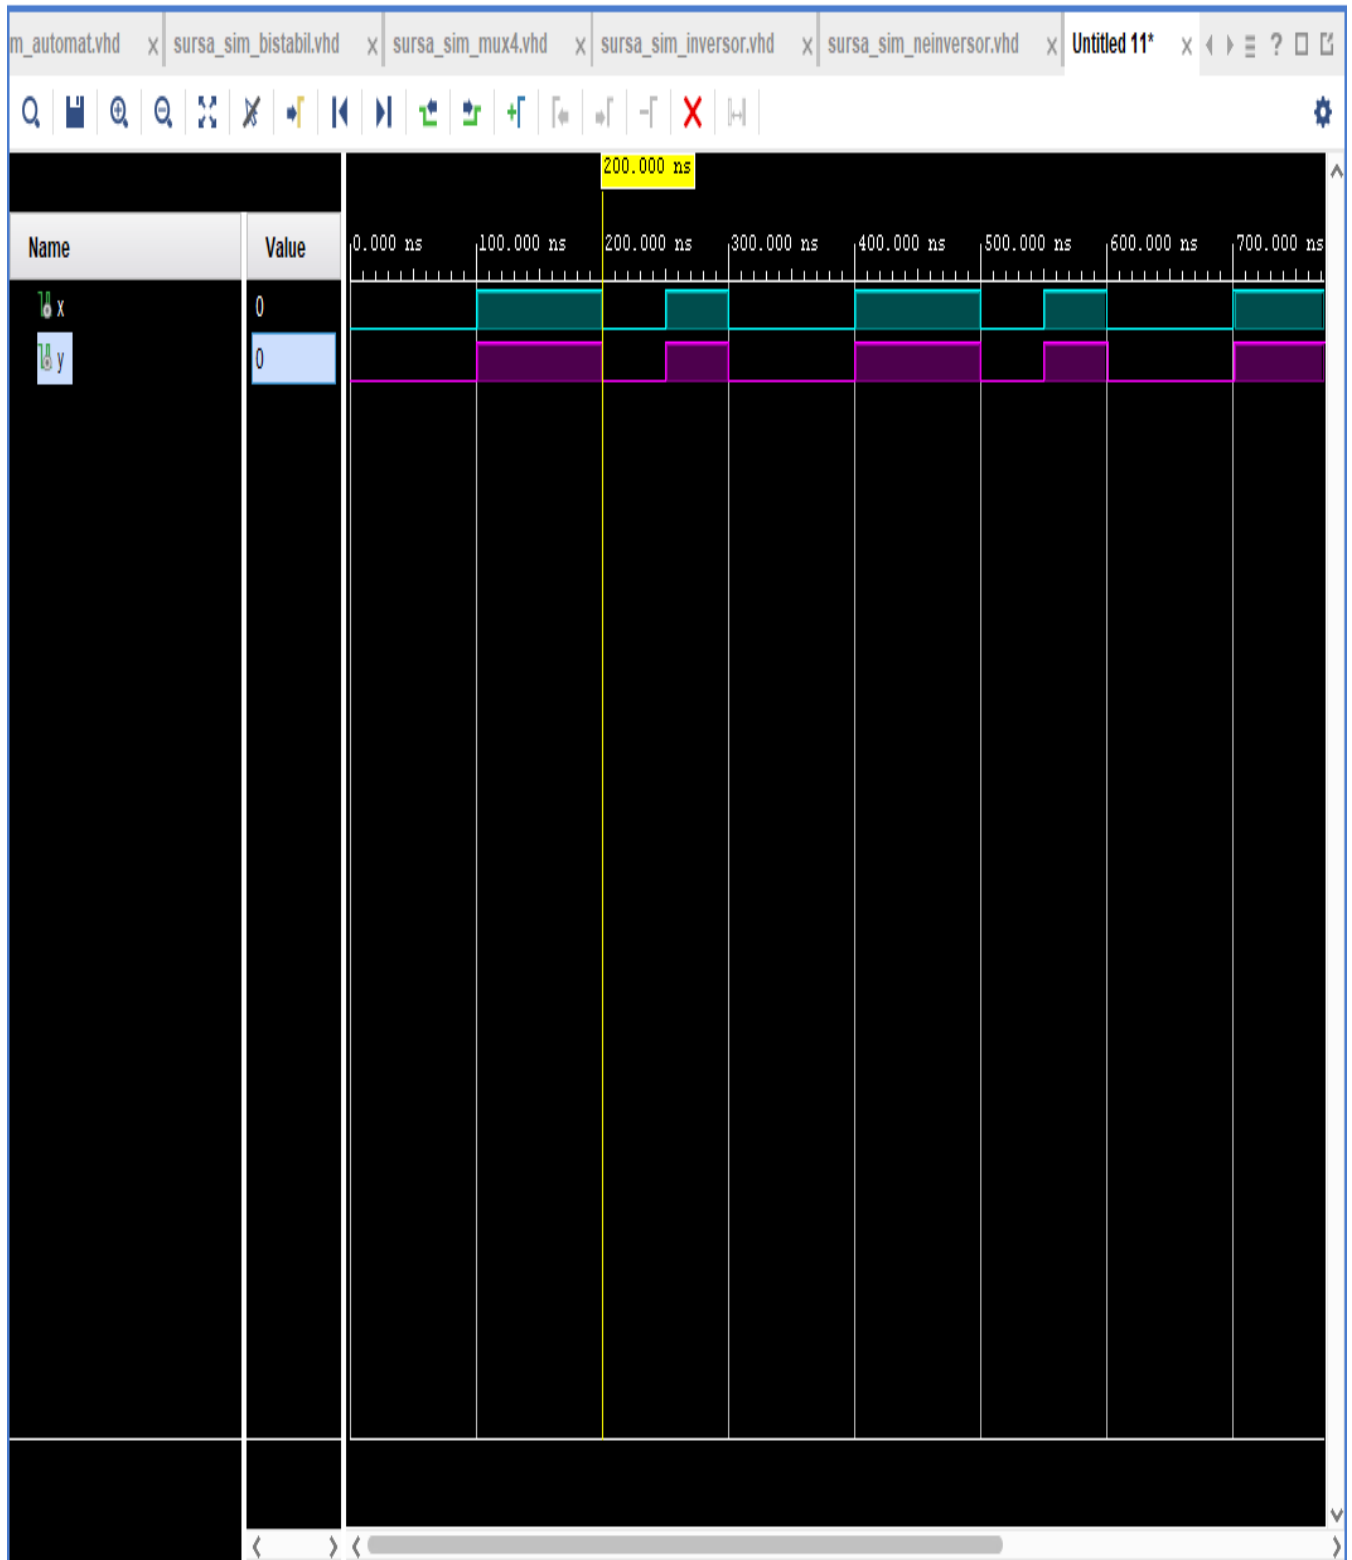 m_automat.vhd sursa_sim_bistabil.vhd sursa_sim_mux4.vhd sursa_sim_inversor.vhd sursa_sim_neinversor.vhd Untitled 11*
200.000 ns
Name Value 0.000 ns 100.000 ns 200.000 ns 300.000 ns 400.000 ns 500.000 ns 600.000 ns 700.000 ns
x 0
y 0